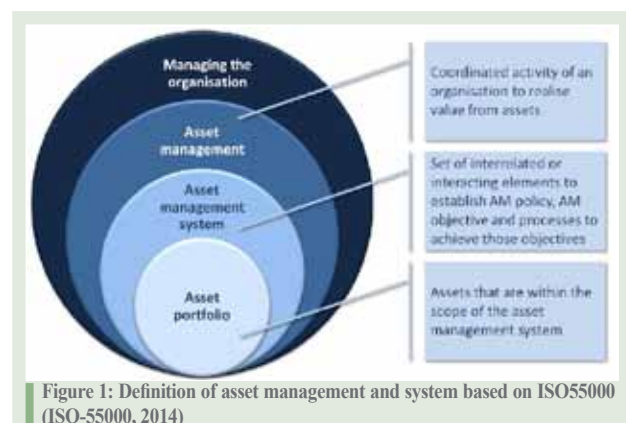 Managing the
organisation
Asset
management
Asset
management
system
Asset
portfolio
Coordinated activity of an
organisation to realise
value from assets
Set of interrelated or
interacting elements to
establish AM policy, AM
objective and processes to
achieve those objectives
Assets that are within the
scope of the asset
management system
Figure 1: Definition of asset management and system based on ISO55000
(ISO-55000, 2014)